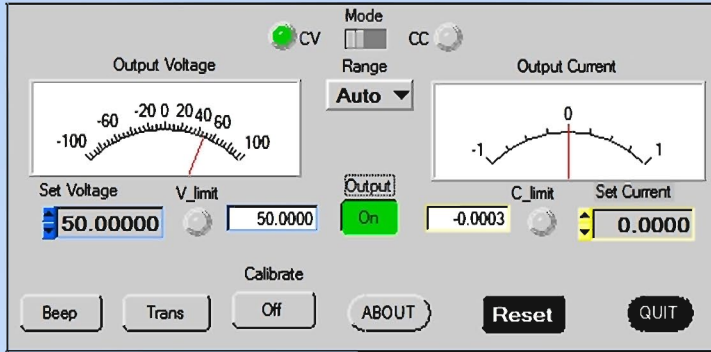 Mode
CV CC
Output Voltage Range Output Current
Auto
-100 -60 -20 0 20 40 60 100
-1 0 1
Set Voltage V_limit Output C_limit Set Current
50.00000 50.0000 On -0.0003 0.0000
Calibrate
Beep Trans Off ABOUT Reset QUIT